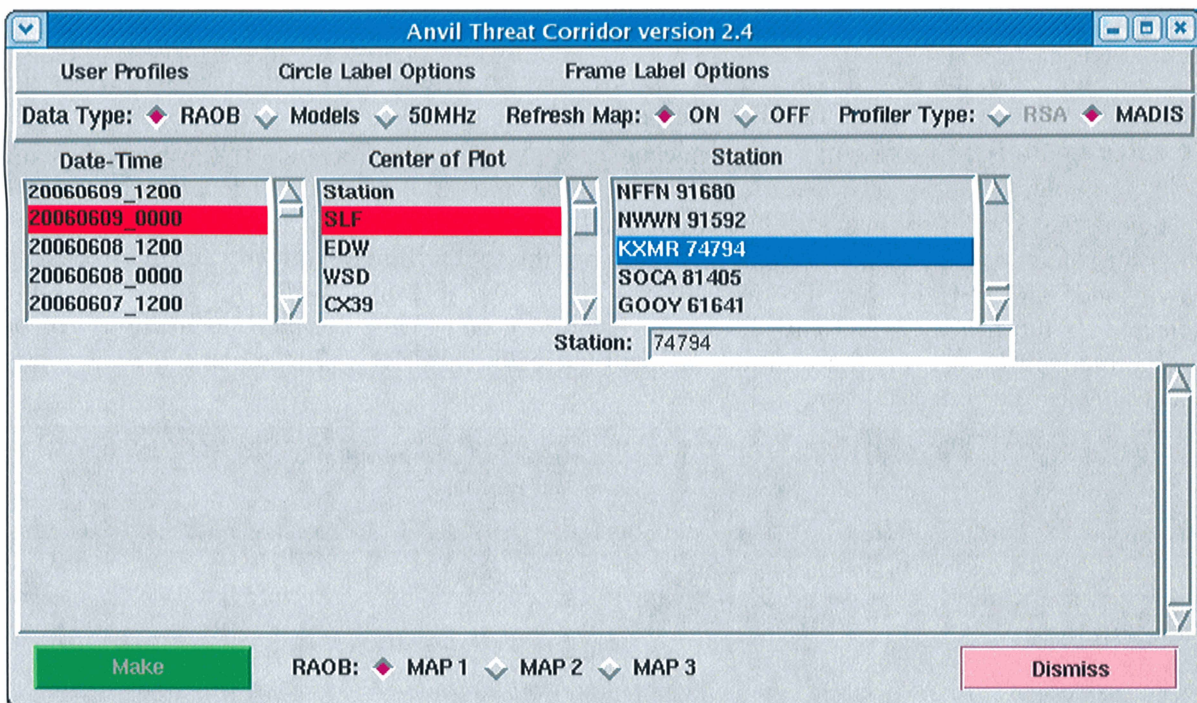 Anvil Threat Corridor version 2.4
User Profiles Circle Label Options Frame Label Options
Data Type: RAOB Models 50MHz Refresh Map: ON OFF Profiler Type: RSA MADIS
Date-Time Center of Plot Station
20060609_1200 Station NFFN 91680
20060609_0000 SLF NWWN 91592
20060608_1200 EDW KXMR 74794
20060608_0000 WSD SOCA 81405
20060607_1200 CX39 GOOY 61641
Station: 74794
Make RAOB: MAP 1 MAP 2 MAP 3 Dismiss